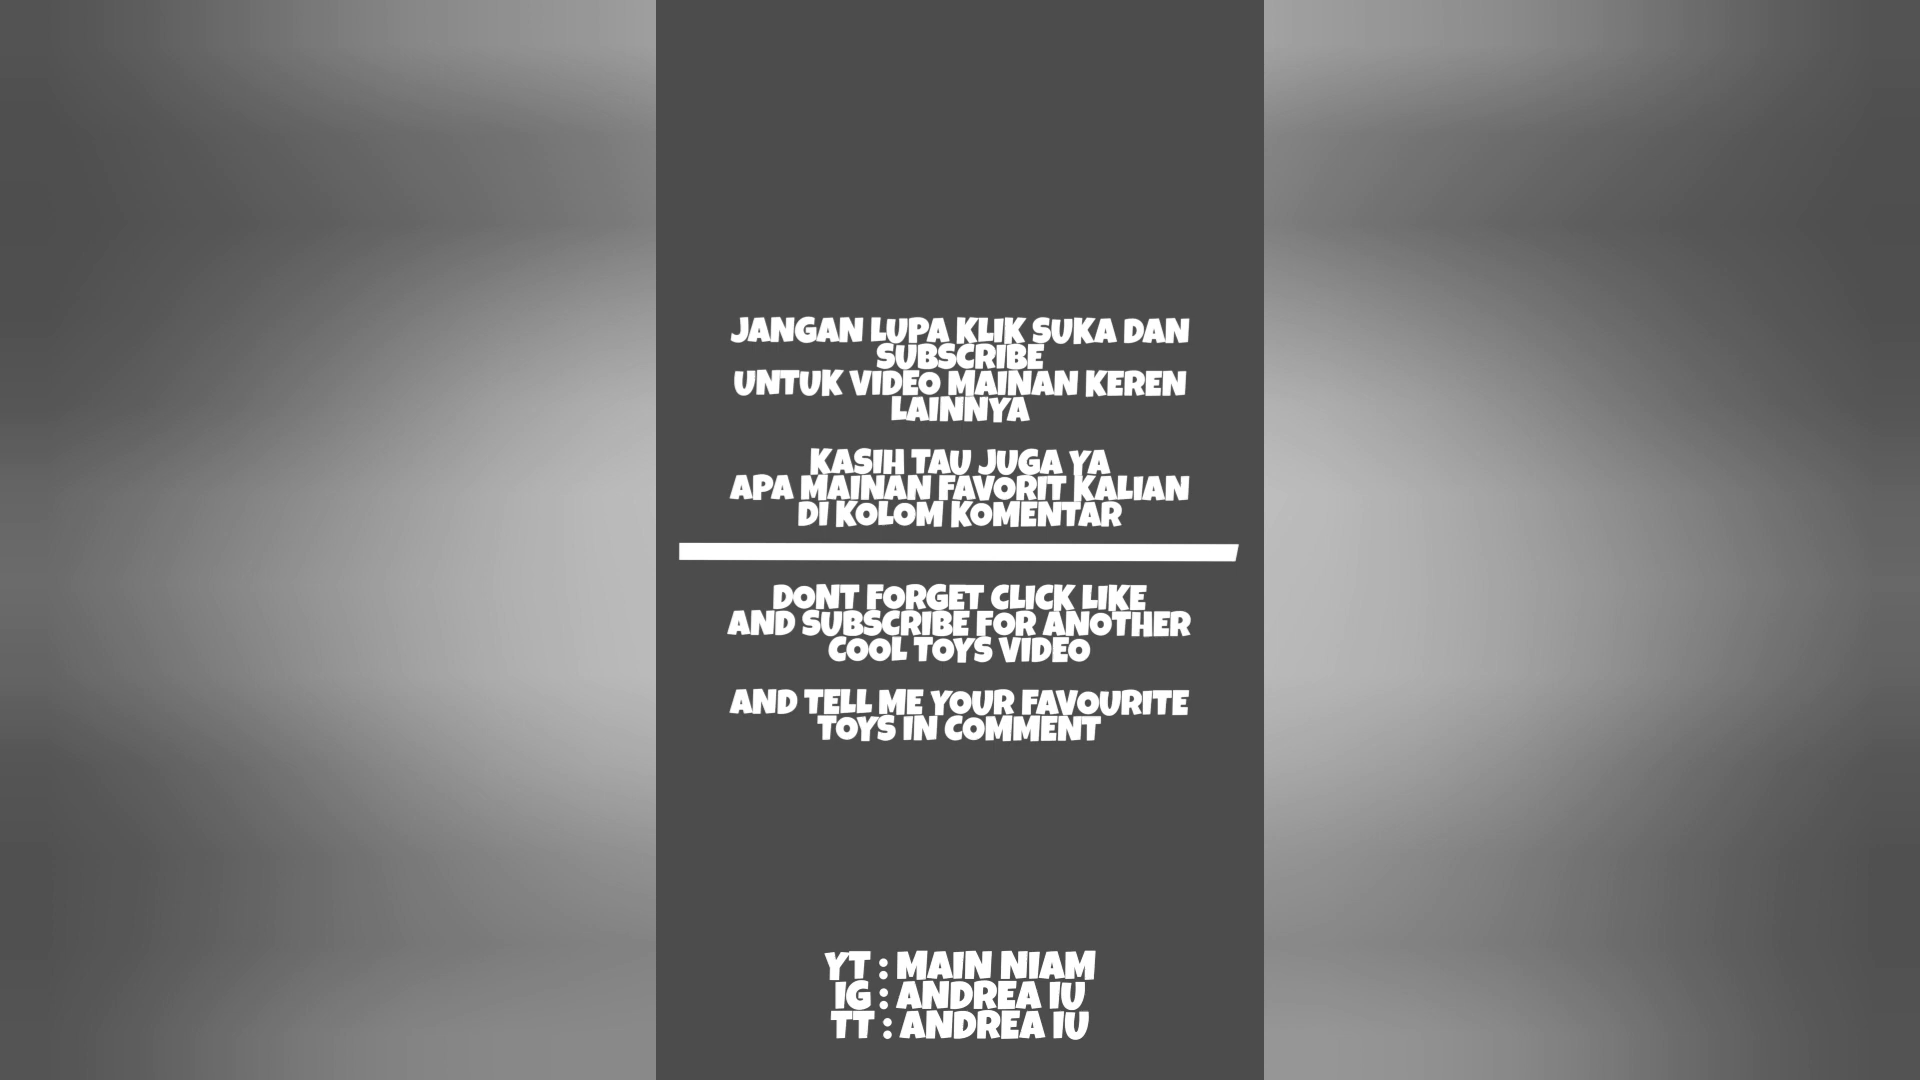 JANGAN LUPA KLIK SUKA DAN
SUBSCRIBE
UNTUK VIDEO MAINAN KEREN
LAINNYA
KASIH TAU JUGA YA
APA MAINAN FAVORIT KALIAN
DI KOLOM KOMENTAR
DONT FORGET CLICK LIKE
AND SUBSCRIBE FOR ANOTHER
COOL TOYS VIDEO
AND TELL ME YOUR FAVOURITE
TOYS IN COMMENT
YT : MAIN NIAM
IG : ANDREA IU
TT : ANDREA IU